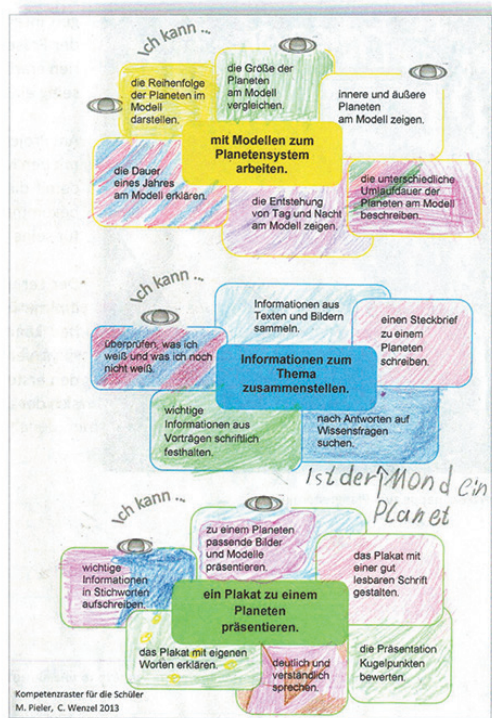 Ich kann ...
die Reihenfolge
der Planeten im
Modell
darstellen.
die Größe der
Planeten
am Modell
vergleichen.
innere und äußere
Planeten
am Modell zeigen.
mit Modellen zum
Planetensystem
arbeiten.
die Dauer
eines Jahres
am Modell erklären.
die Entstehung
von Tag und Nacht
am Modell zeigen.
die unterschiedliche
Umlaufdauer der
Planeten am Modell
beschreiben.
Ich kann ...
Informationen aus
Texten und Bildern
sammeln.
überprüfen, was ich
weiß und was ich noch
nicht weiß.
einen Steckbrief
zu einem
Planeten
schreiben.
Informationen zum
Thema
zusammenstellen.
wichtige
Informationen aus
Vorträgen schriftlich
festhalten.
nach Antworten auf
Wissensfragen
suchen.
Ist der Mond ein
Planet
Ich kann ...
zu einem Planeten
passende Bilder
und Modelle
präsentieren.
wichtige
Informationen
in Stichworten
aufschreiben.
das Plakat mit
einer gut
lesbaren Schrift
gestalten.
ein Plakat zu einem
Planeten
präsentieren.
das Plakat mit eigenen
Worten erklären.
deutlich und
verständlich
sprechen.
die Präsentation
Kugelpunkten
bewerten.
Kompetenzraster für die Schüler
M. Pieler, C. Wenzel 2013